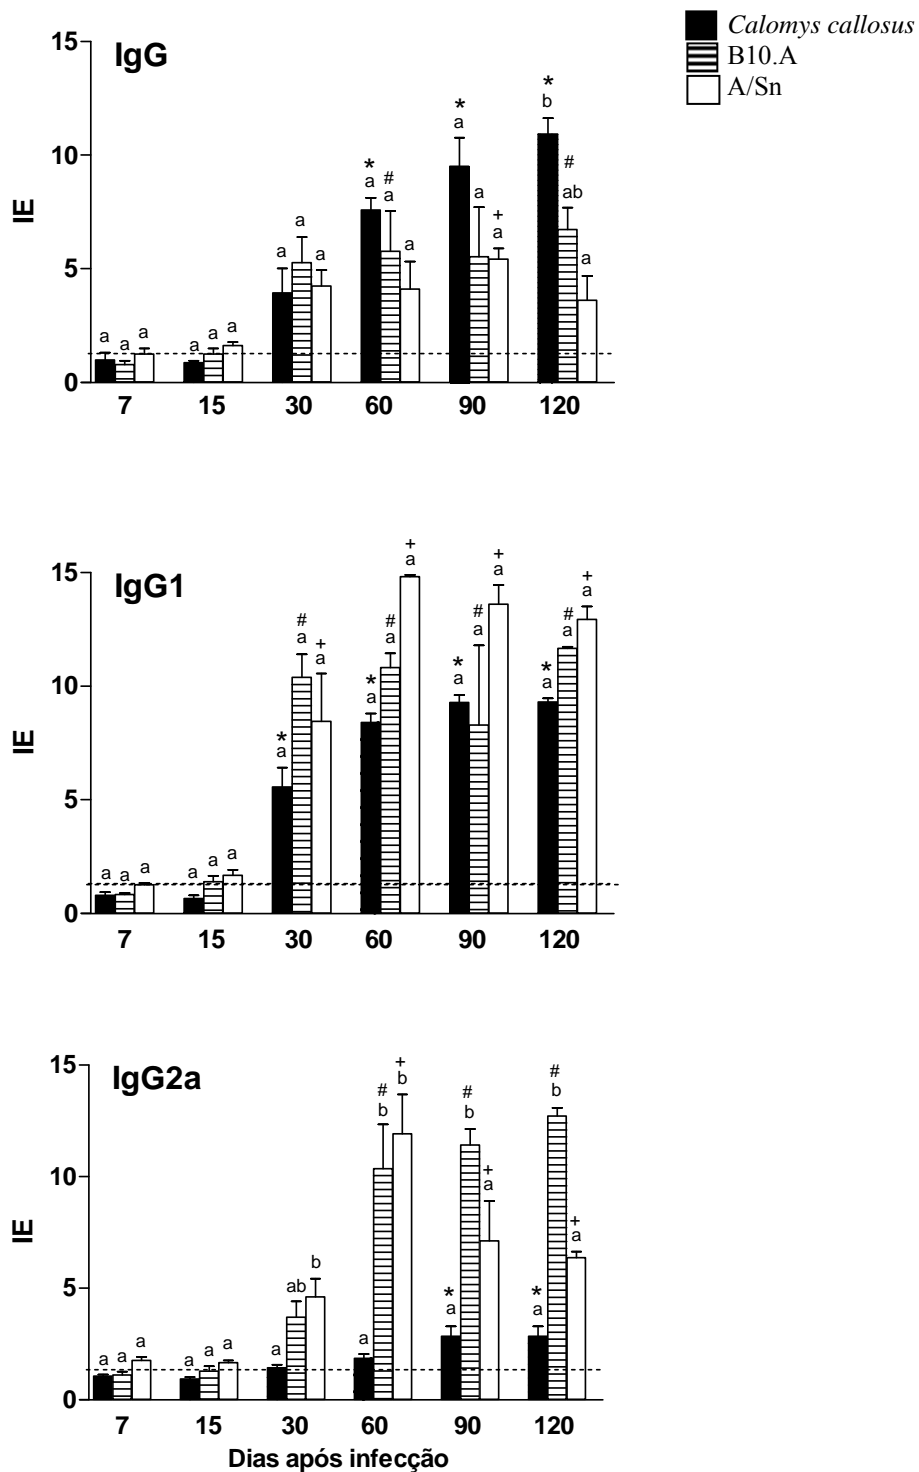 Calomys callosus
B10.A
A/Sn
IgG
15
10
5
0
IE
* * *
a a b
* # #
a a a + ab
a a a a a a
a a a a a a
7 15 30 60 90 120
IgG1
15
10
5
0
IE
+ + +
a a a
# # # #
a a a a
+ * * *
a a a a
*
a
a a a a a a
7 15 30 60 90 120
IgG2a
15
10
5
0
IE
# + # #
b b b b
+ +
a a
ab b * *
a a a a
a a a a a a
7 15 30 60 90 120
Dias após infecção